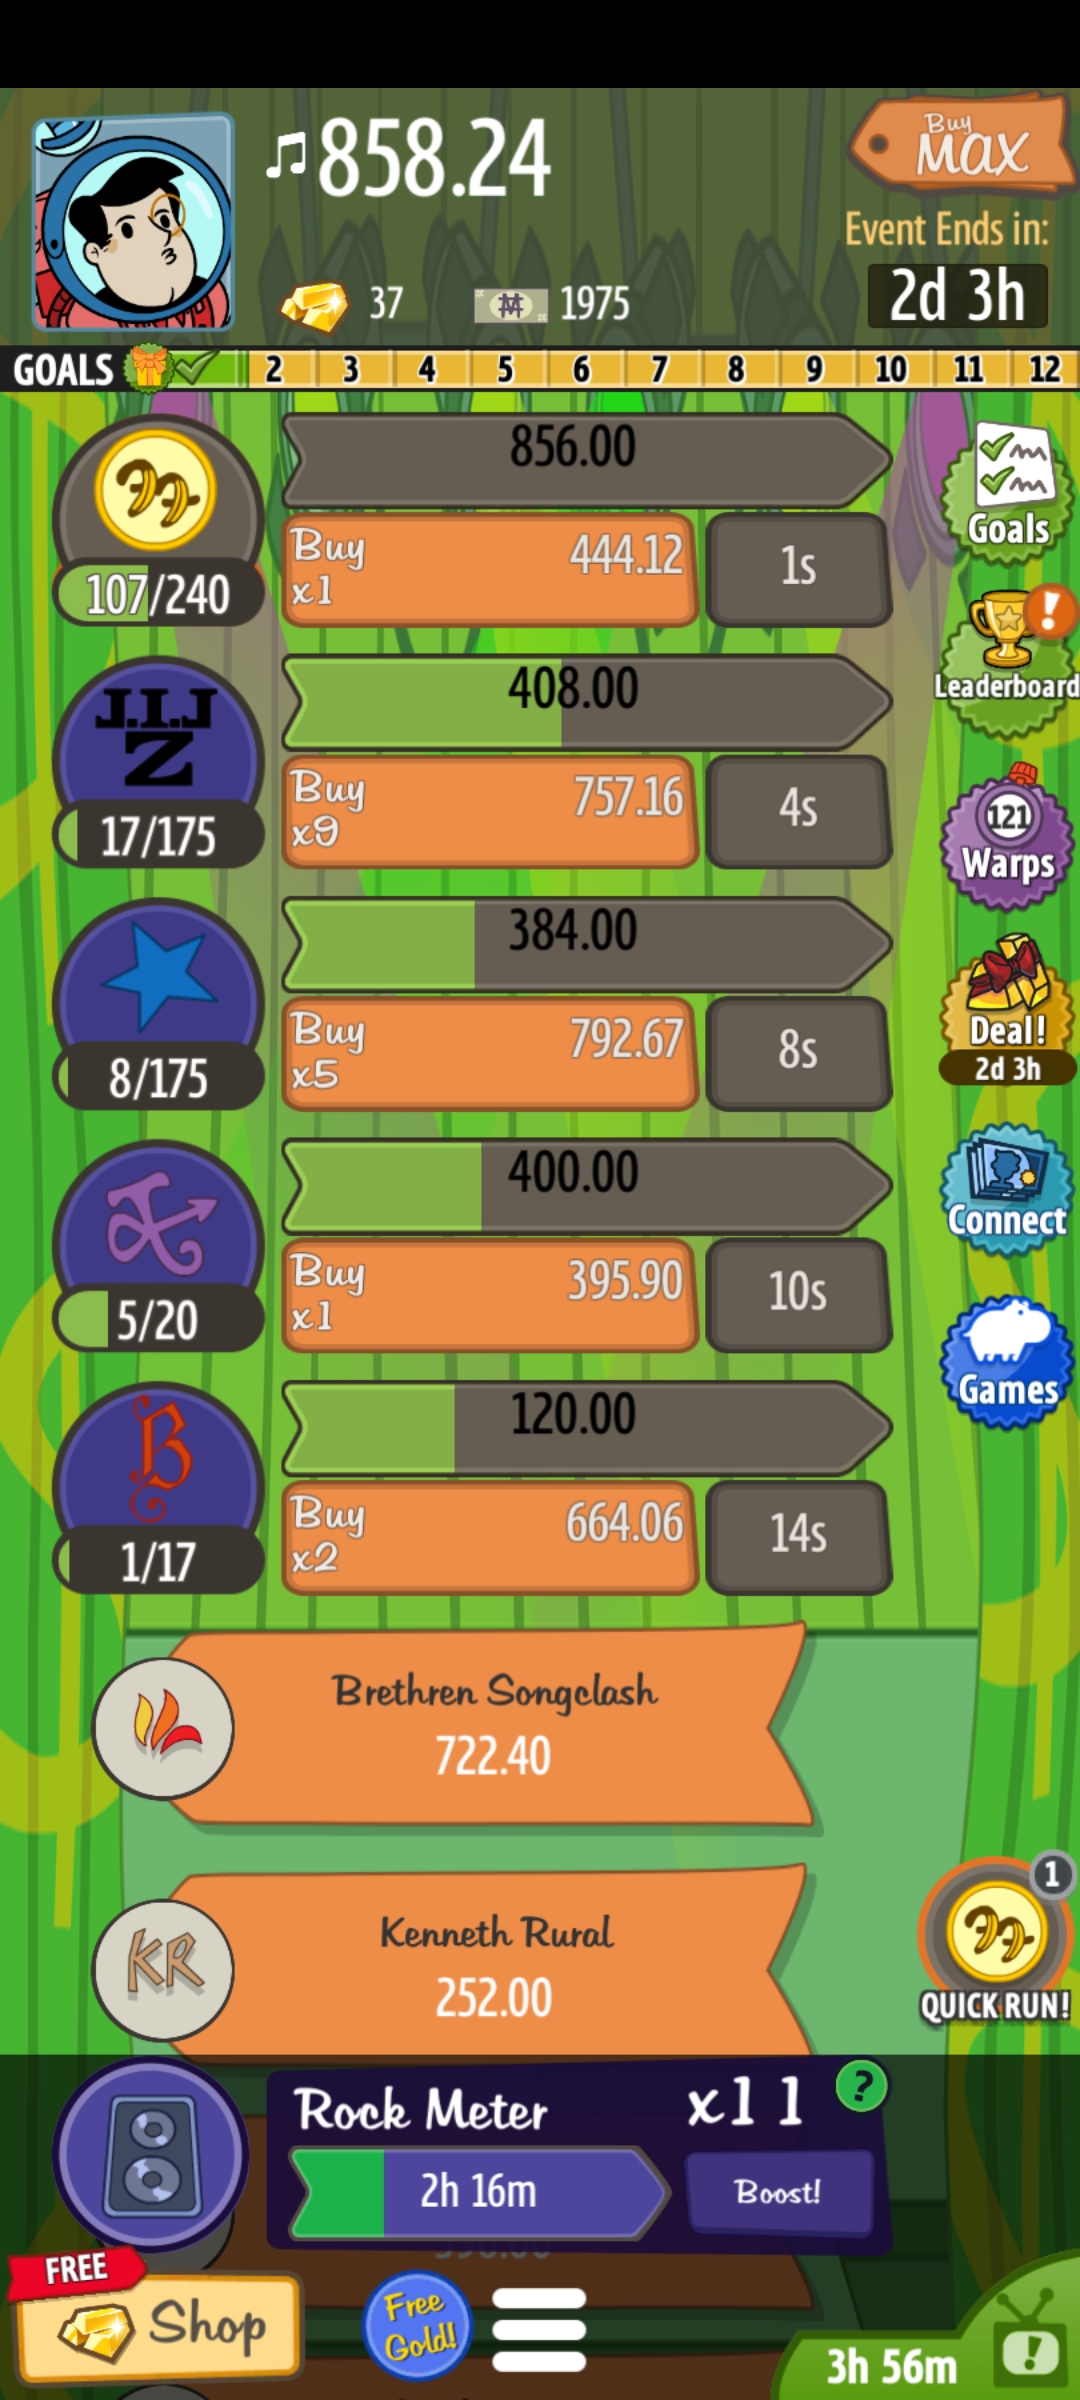 ♫858.24
Buy
MAX
Event Ends in:
37
1975
2d 3h
GOALS 2 3 4 5 6 7 8 9 10 11 12
856.00
Buy
x1
444.12
1s
107/240
Goals
J.I.J
Z
408.00
Buy
x9
757.16
4s
17/175
!
Leaderboard
121
Warps
384.00
Buy
x5
792.67
8s
8/175
Deal!
2d 3h
400.00
Buy
x1
395.90
10s
5/20
Connect
B
120.00
Buy
x2
664.06
14s
1/17
Games
Brethren Songclash
722.40
KR
Kenneth Rural
252.00
1
QUICK RUN!
Rock Meter
x11
?
2h 16m
Boost!
FREE
Shop
Free
Gold!
3h 56m
!